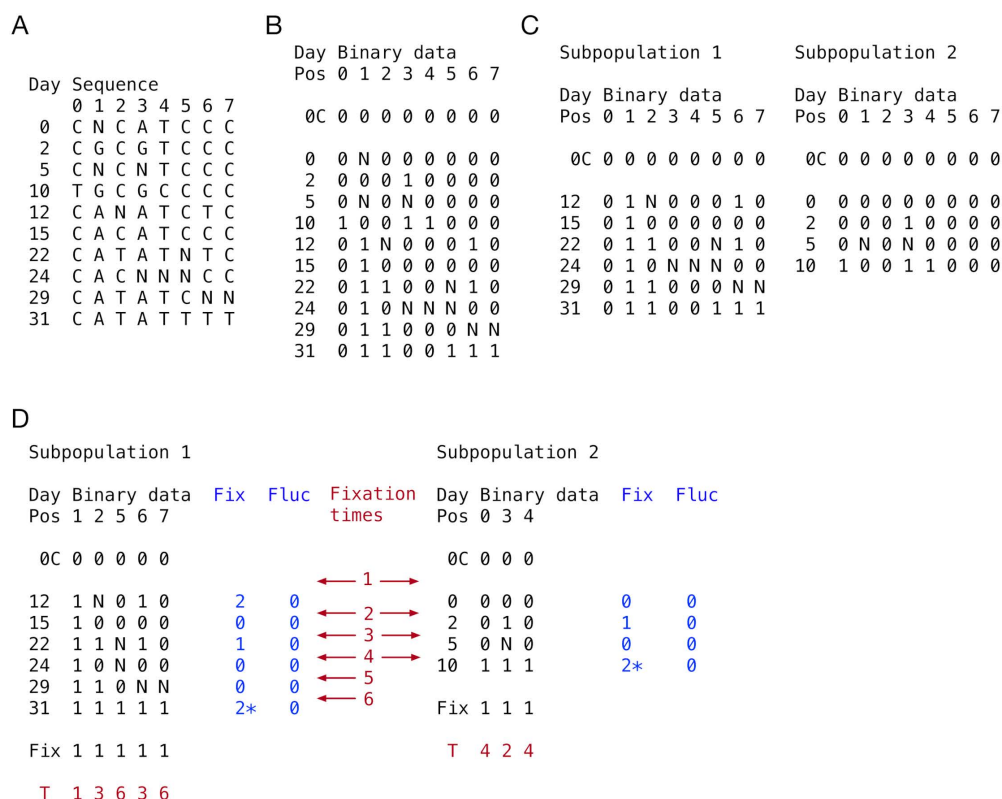 A
Day Sequence
0 1 2 3 4 5 6 7
0 C N C A T C C C
2 C G C G T C C C
5 C N C N T C C C
10 T G C G C C C C
12 C A N A T C T C
15 C A C A T C C C
22 C A T A T N T C
24 C A C N N N C C
29 C A T A T C N N
31 C A T A T T T T
B
Day Binary data
Pos 0 1 2 3 4 5 6 7
0C 0 0 0 0 0 0 0 0
0 0 N 0 0 0 0 0 0
2 0 0 0 1 0 0 0 0
5 0 N 0 N 0 0 0 0
10 1 0 0 1 1 0 0 0
12 0 1 N 0 0 0 1 0
15 0 1 0 0 0 0 0 0
22 0 1 1 0 0 N 1 0
24 0 1 0 N N N 0 0
29 0 1 1 0 0 0 N N
31 0 1 1 0 0 1 1 1
C
Subpopulation 1
Day Binary data
Pos 0 1 2 3 4 5 6 7
0C 0 0 0 0 0 0 0 0
12 0 1 N 0 0 0 1 0
15 0 1 0 0 0 0 0 0
22 0 1 1 0 0 N 1 0
24 0 1 0 N N N 0 0
29 0 1 1 0 0 0 N N
31 0 1 1 0 0 1 1 1
Subpopulation 2
Day Binary data
Pos 0 1 2 3 4 5 6 7
0C 0 0 0 0 0 0 0 0
0 0 0 0 0 0 0 0 0
2 0 0 0 1 0 0 0 0
5 0 N 0 N 0 0 0 0
10 1 0 0 1 1 0 0 0
D
Subpopulation 1
Day Binary data Fix Fluc
Pos 1 2 5 6 7
0C 0 0 0 0 0
12 1 N 0 1 0 2 0
15 1 0 0 0 0 0 0
22 1 1 N 1 0 1 0
24 1 0 N 0 0 0 0
29 1 1 0 N N 0 0
31 1 1 1 1 1 2* 0
Fix 1 1 1 1 1
T 1 3 6 3 6
Fixation
times
1
2
3
4
5
6
Subpopulation 2
Day Binary data Fix Fluc
Pos 0 3 4
0C 0 0 0
0 0 0 0 0 0
2 0 1 0 1 0
5 0 N 0 0 0
10 1 1 1 2* 0
Fix 1 1 1
T 4 2 4